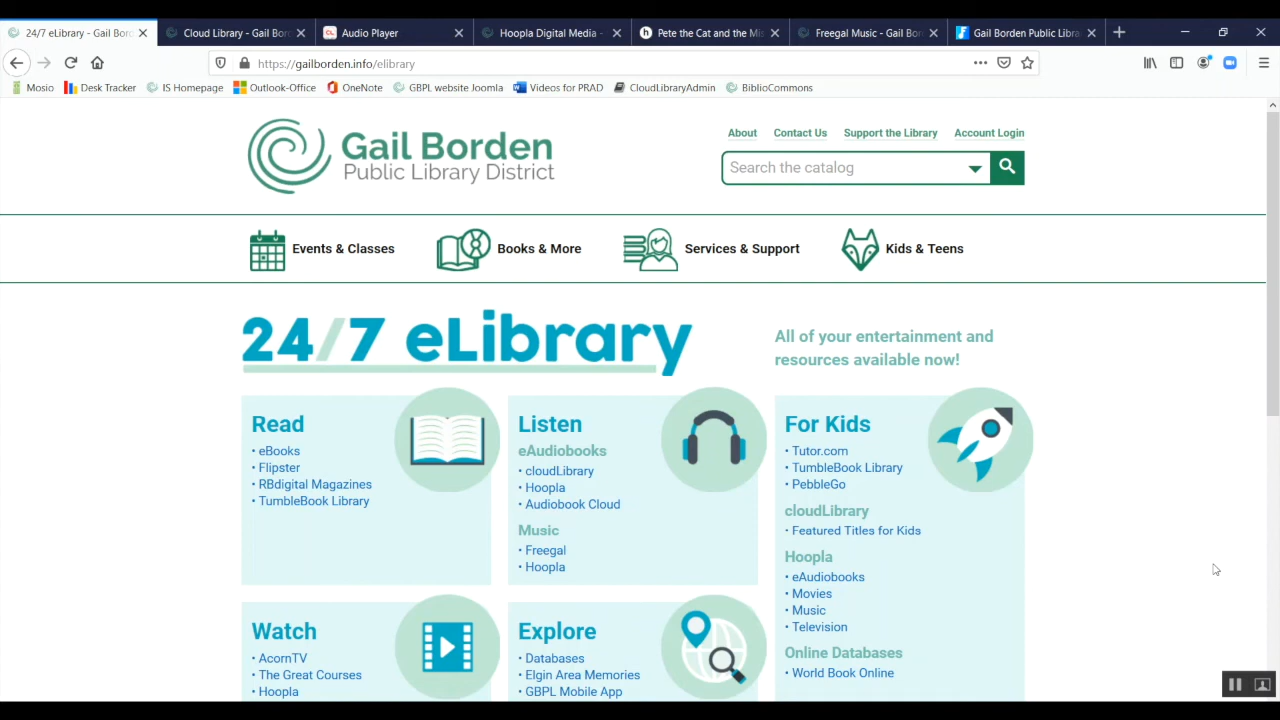 24/7 eLibrary - Gail Bor
Cloud Library - Gail Bor
Audio Player
Hoopla Digital Media -
Pete the Cat and the Mis
Freegal Music - Gail Bor
Gail Borden Public Libra
https://gailborden.info/elibrary
Mosio
Desk Tracker
IS Homepage
Outlook-Office
OneNote
GBPL website Joomla
Videos for PRAD
CloudLibraryAdmin
BiblioCommons
Gail Borden
Public Library District
About
Contact Us
Support the Library
Account Login
Search the catalog
Events & Classes
Books & More
Services & Support
Kids & Teens
24/7 eLibrary
All of your entertainment and
resources available now!
Read
• eBooks
• Flipster
• RBdigital Magazines
• TumbleBook Library
Listen
eAudiobooks
• cloudLibrary
• Hoopla
• Audiobook Cloud
Music
• Freegal
• Hoopla
For Kids
• Tutor.com
• TumbleBook Library
• PebbleGo
cloudLibrary
• Featured Titles for Kids
Hoopla
• eAudiobooks
• Movies
• Music
• Television
Online Databases
• World Book Online
Watch
• AcornTV
• The Great Courses
• Hoopla
Explore
• Databases
• Elgin Area Memories
• GBPL Mobile App